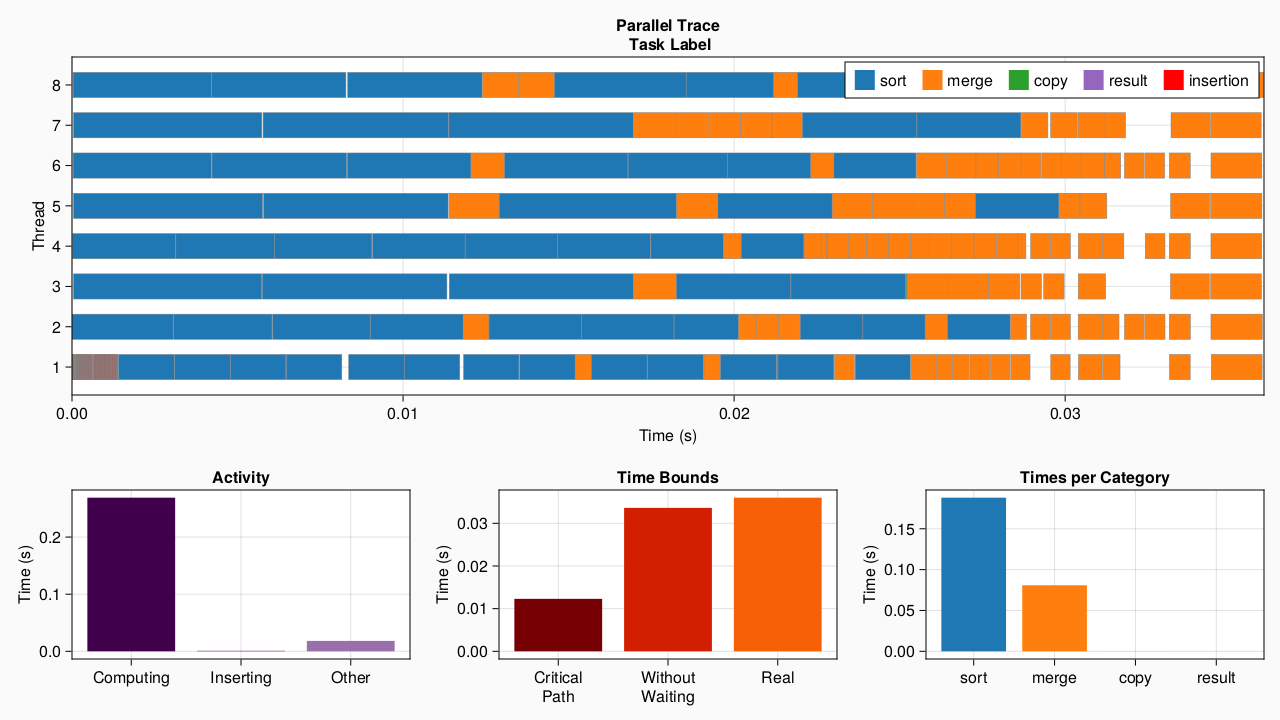 Parallel Trace
Task Label
sort merge copy result insertion
Thread
8
7
6
5
4
3
2
1
0.00 0.01 0.02 0.03
Time (s)
Activity
Time (s)
0.2
0.1
0.0
Computing Inserting Other
Time Bounds
Time (s)
0.03
0.02
0.01
0.00
Critical Without Real
Path Waiting
Times per Category
Time (s)
0.15
0.10
0.05
0.00
sort merge copy result